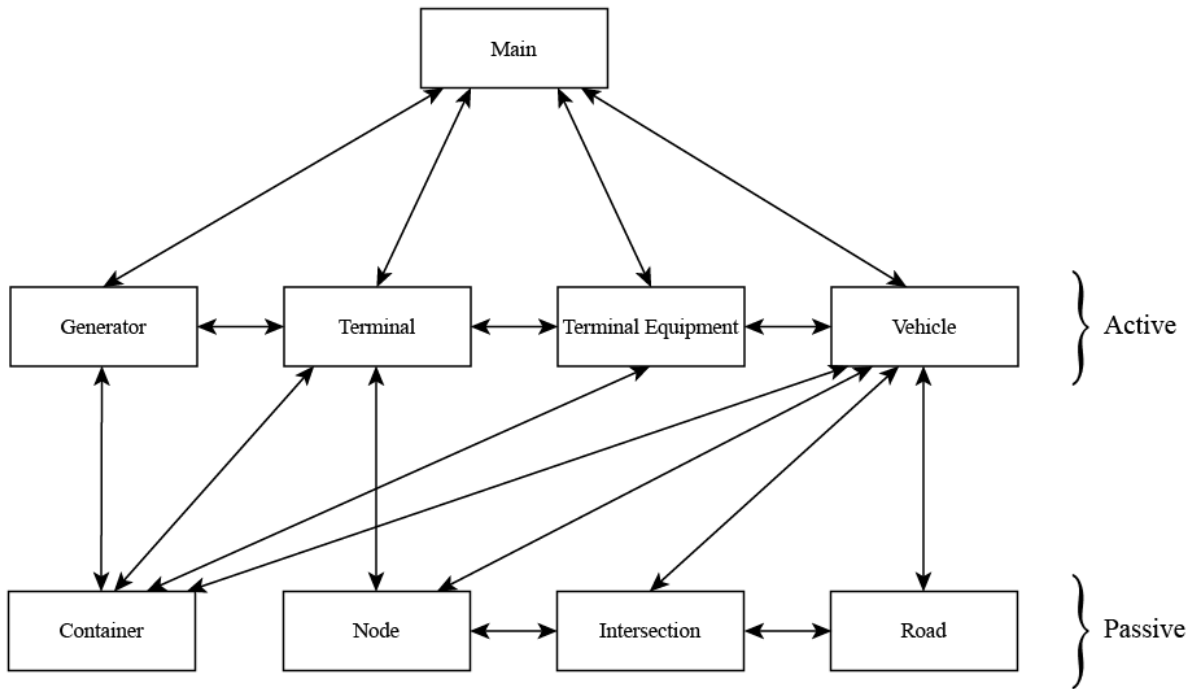 Main
Generator
Terminal
Terminal Equipment
Vehicle
Active
Container
Node
Intersection
Road
Passive